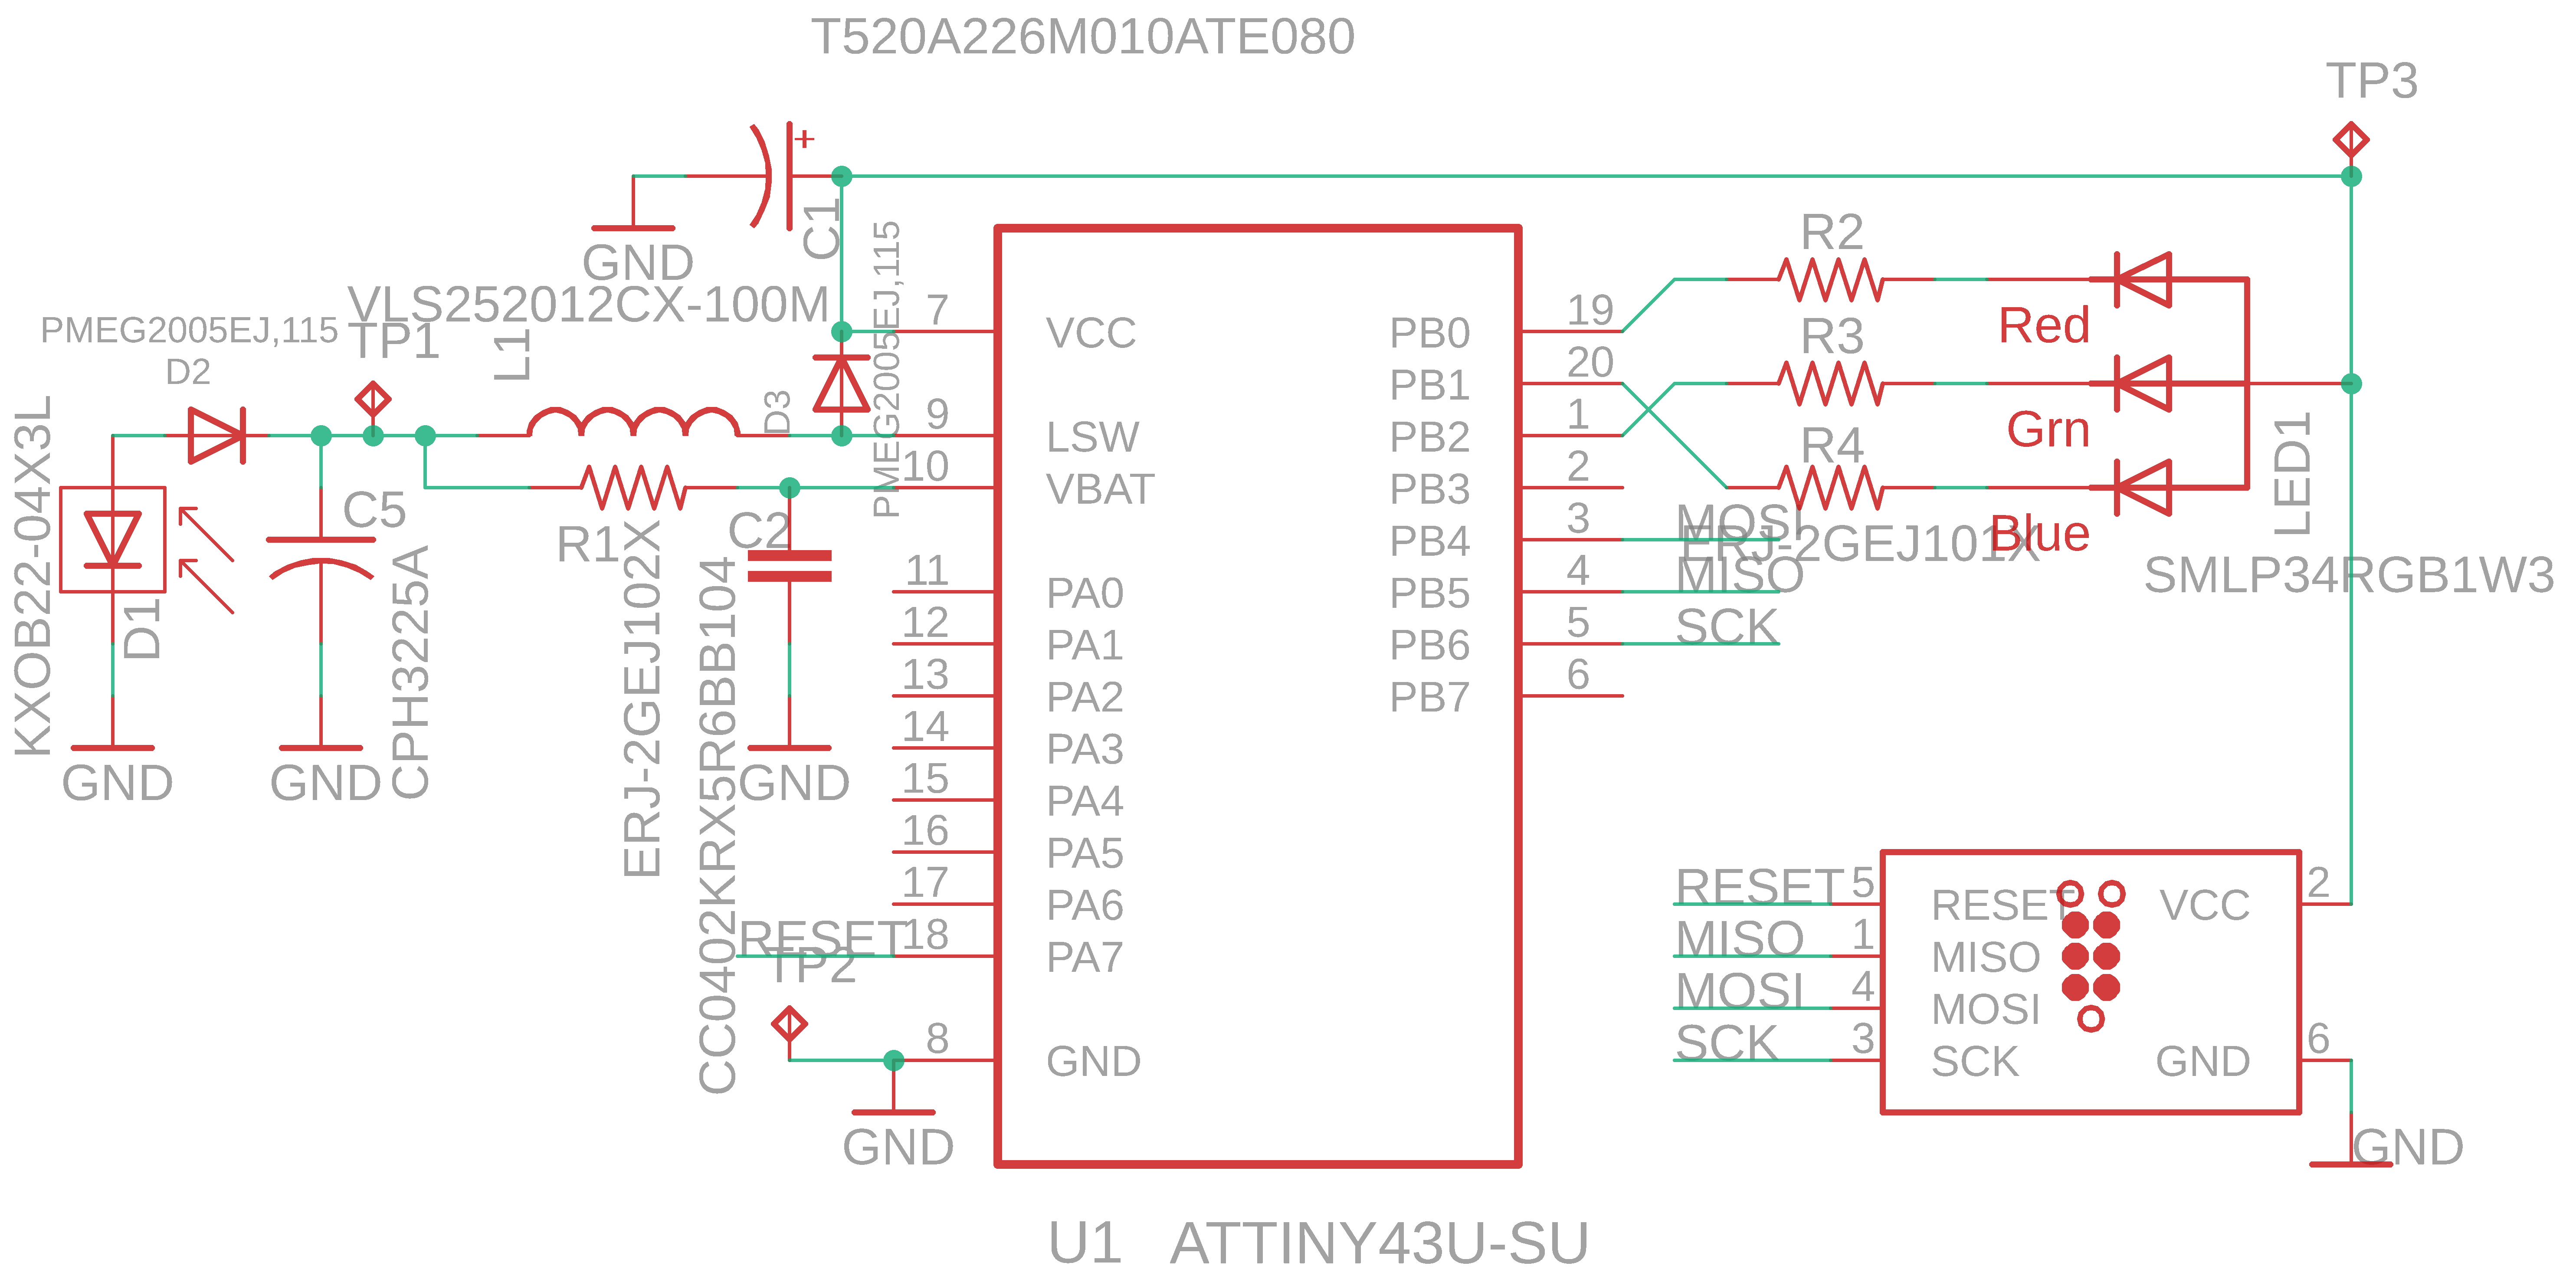 T520A226M010ATE080
TP3
+
C1
GND
VLS252012CX-100M
PMEG2005EJ,115
D2
TP1
L1
D3
PMEG2005EJ,115
KXOB22-04X3L
D1
GND
C5
CPH3225A
GND
R1
ERJ-2GEJ102X
C2
CC0402KRX5R6BB104
GND
7 VCC
9 LSW
10 VBAT
11 PA0
12 PA1
13 PA2
14 PA3
15 PA4
16 PA5
17 PA6
RESET 18 PA7
TP2
8 GND
GND
PB0 19
PB1 20
PB2 1
PB3 2
PB4 3 MOSI
PB5 4 MISO
PB6 5 SCK
PB7 6
R2
R3
R4
ERJ-2GEJ101X
Red
Grn
Blue
LED1
SMLP34RGB1W3
RESET 5 RESET VCC 2
MISO 1 MISO
MOSI 4 MOSI
SCK 3 SCK GND 6
GND
U1 ATTINY43U-SU